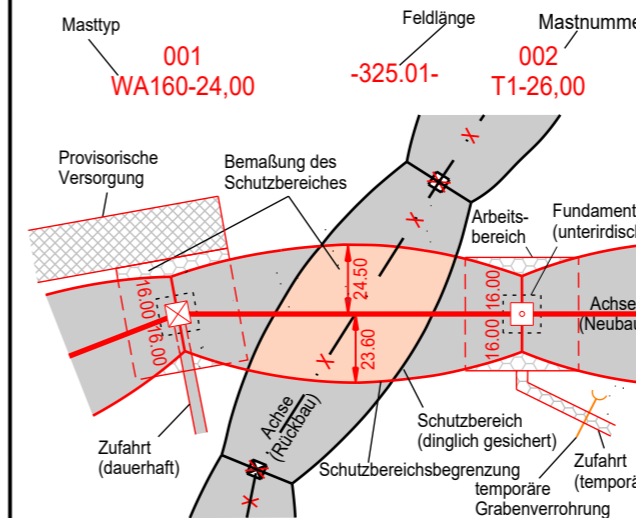 Masttyp
Feldlänge
Mastnumme
001
WA160-24,00
-325.01-
002
T1-26,00
Provisorische
Versorgung
Bemaßung des
Schutzbereiches
Arbeits-
bereich
Fundament
(unterirdisch
24.50
23.60
16.00
16.00
16.00
16.00
Achse
(Neubau
Achse
(Rückbau)
Schutzbereich
(dinglich gesichert)
Zufahrt
(dauerhaft)
Schutzbereichsbegrenzung
temporäre
Grabenverrohrung
Zufahrt
(temporä